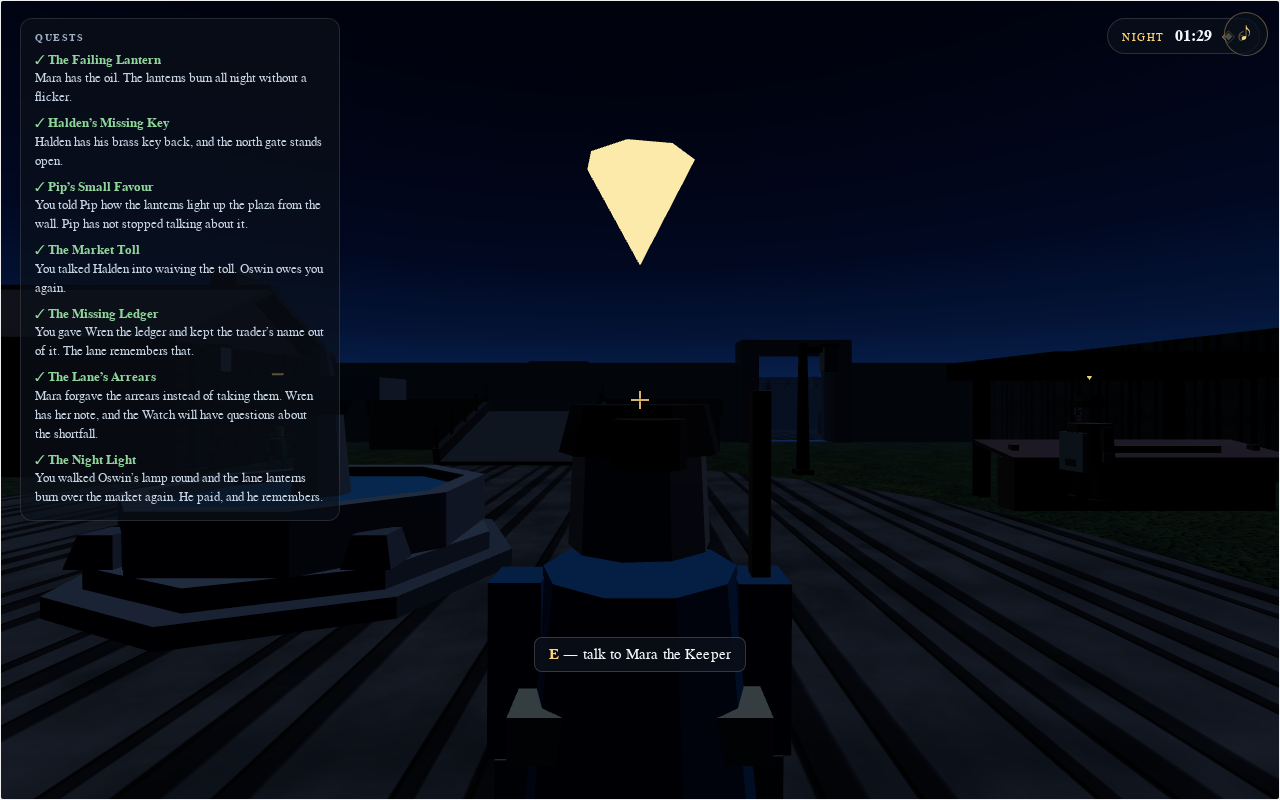 QUESTS
✓ The Failing Lantern
Mara has the oil. The lanterns burn all night without a
flicker.
✓ Halden’s Missing Key
Halden has his brass key back, and the north gate stands
open.
✓ Pip’s Small Favour
You told Pip how the lanterns light up the plaza from the
wall. Pip has not stopped talking about it.
✓ The Market Toll
You talked Halden into waiving the toll. Oswin owes you
again.
✓ The Missing Ledger
You gave Wren the ledger and kept the trader’s name out
of it. The lane remembers that.
✓ The Lane’s Arrears
Mara forgave the arrears instead of taking them. Wren
has her note, and the Watch will have questions about
the shortfall.
✓ The Night Light
You walked Oswin’s lamp round and the lane lanterns
burn over the market again. He paid, and he remembers.
NIGHT 01:29
E — talk to Mara the Keeper